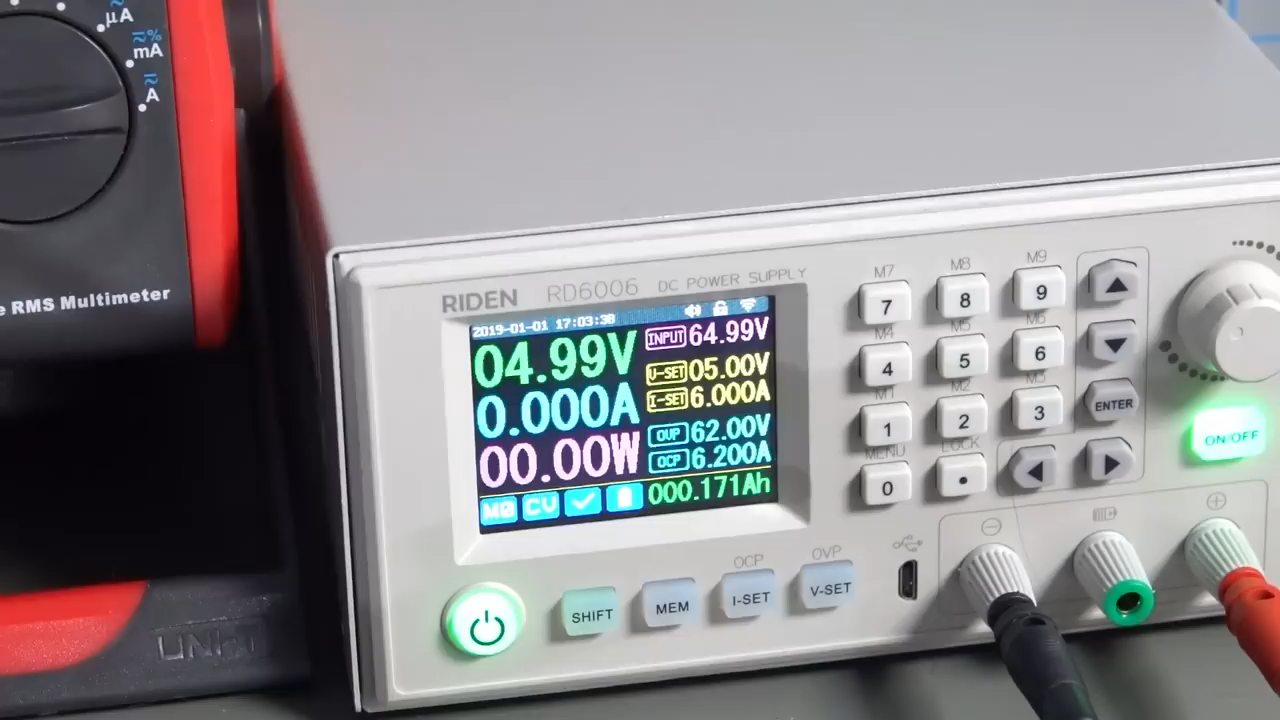 µA
%
mA
A
e RMS Multimeter
UNI-T
RIDEN RD6006 DC POWER SUPPLY
2019-01-01 17:03:38
04.99V
0.000A
00.00W
M0 CV
INPUT 64.99V
V-SET 05.00V
I-SET 6.000A
OVP 62.00V
OCP 6.200A
000.171Ah
M7 M8 M9
7 8 9
M4 M5 M6
4 5 6
M1 M2 M3
1 2 3
MENU LOCK
0 .
ENTER
ON/OFF
OCP OVP
SHIFT MEM I-SET V-SET